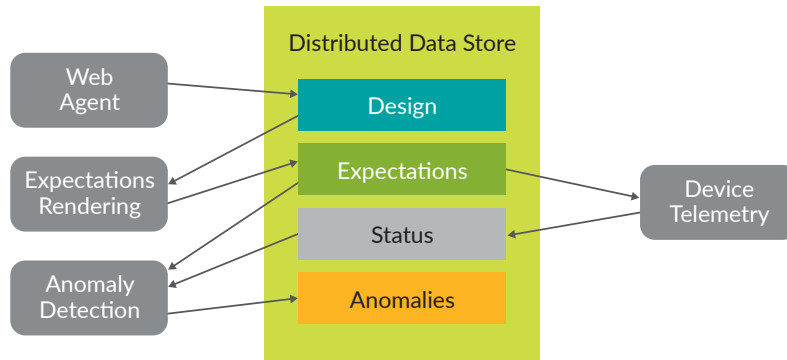 Distributed Data Store
Web
Agent
Design
Expectations
Rendering
Expectations
Device
Telemetry
Status
Anomaly
Detection
Anomalies